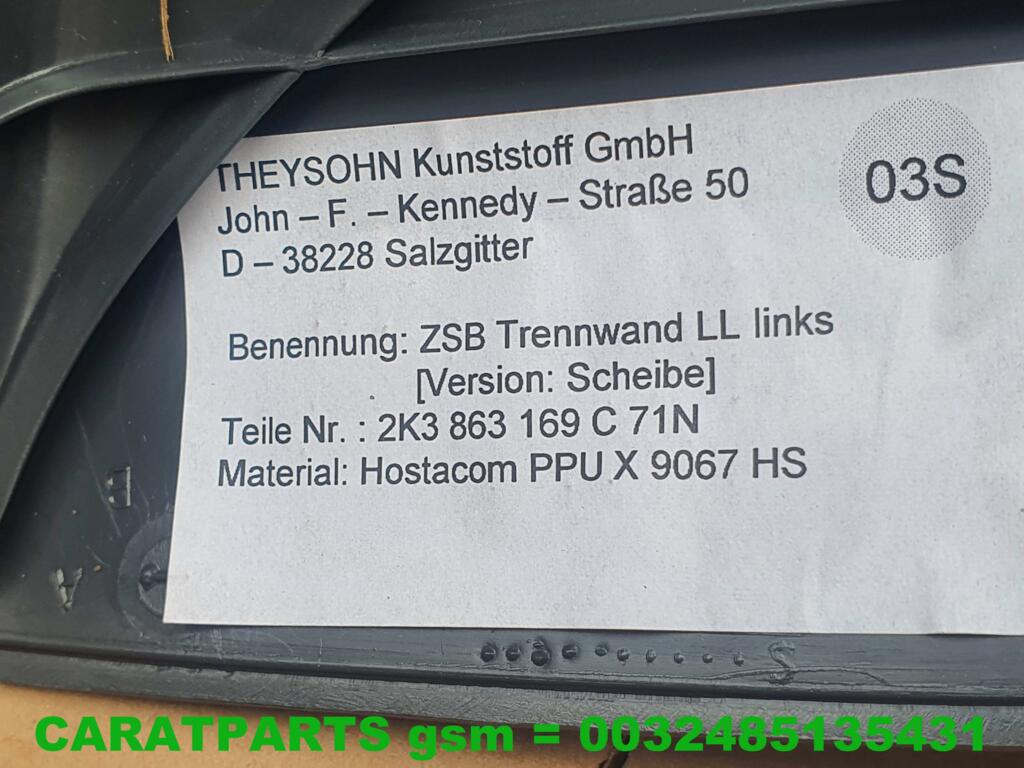 THEYSOHN Kunststoff GmbH
John – F. – Kennedy – Straße 50
D – 38228 Salzgitter
03S
Benennung: ZSB Trennwand LL links
[Version: Scheibe]
Teile Nr. : 2K3 863 169 C 71N
Material: Hostacom PPU X 9067 HS
B
A
S
CARATPARTS gsm = 0032485135431